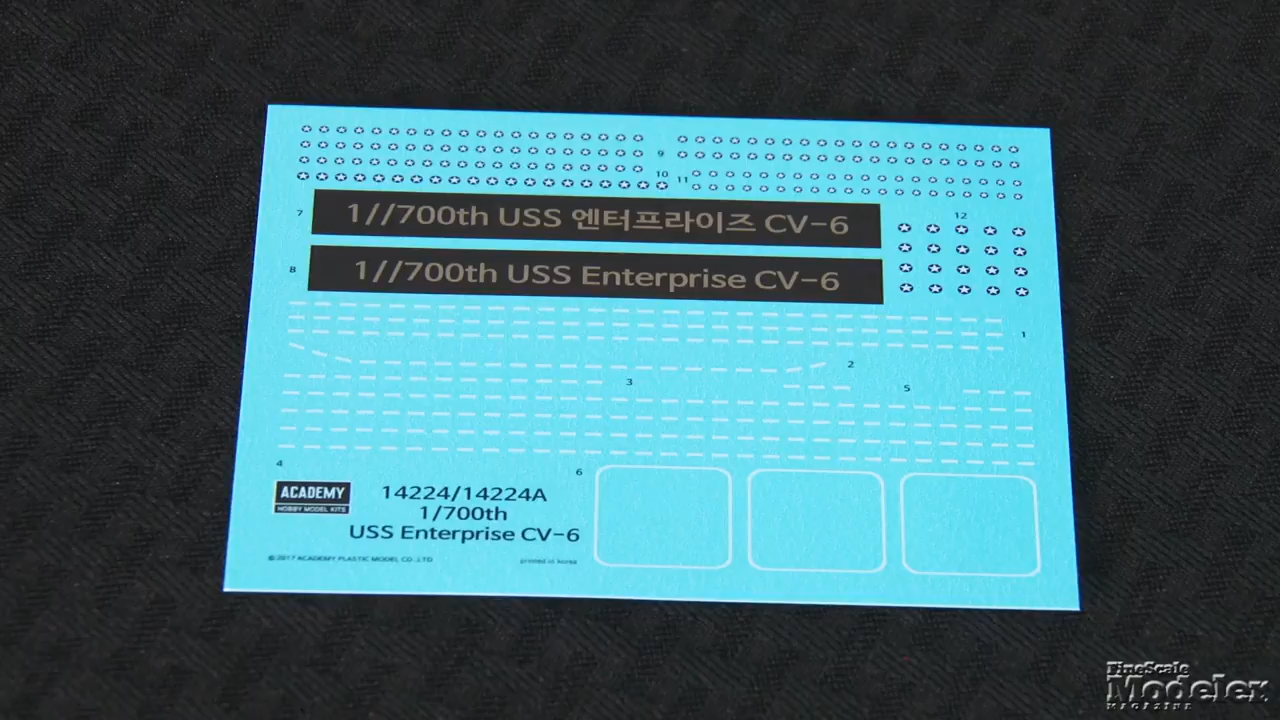 9
10
11
7
1//700th USS 엔터프라이즈 CV-6
12
8
1//700th USS Enterprise CV-6
1
2
3
5
4
6
ACADEMY
HOBBY MODEL KITS
14224/14224A
1/700th
USS Enterprise CV-6
© 2017 ACADEMY PLASTIC MODEL CO.,LTD
printed at korea
FineScale
Modeler
MAGAZINE